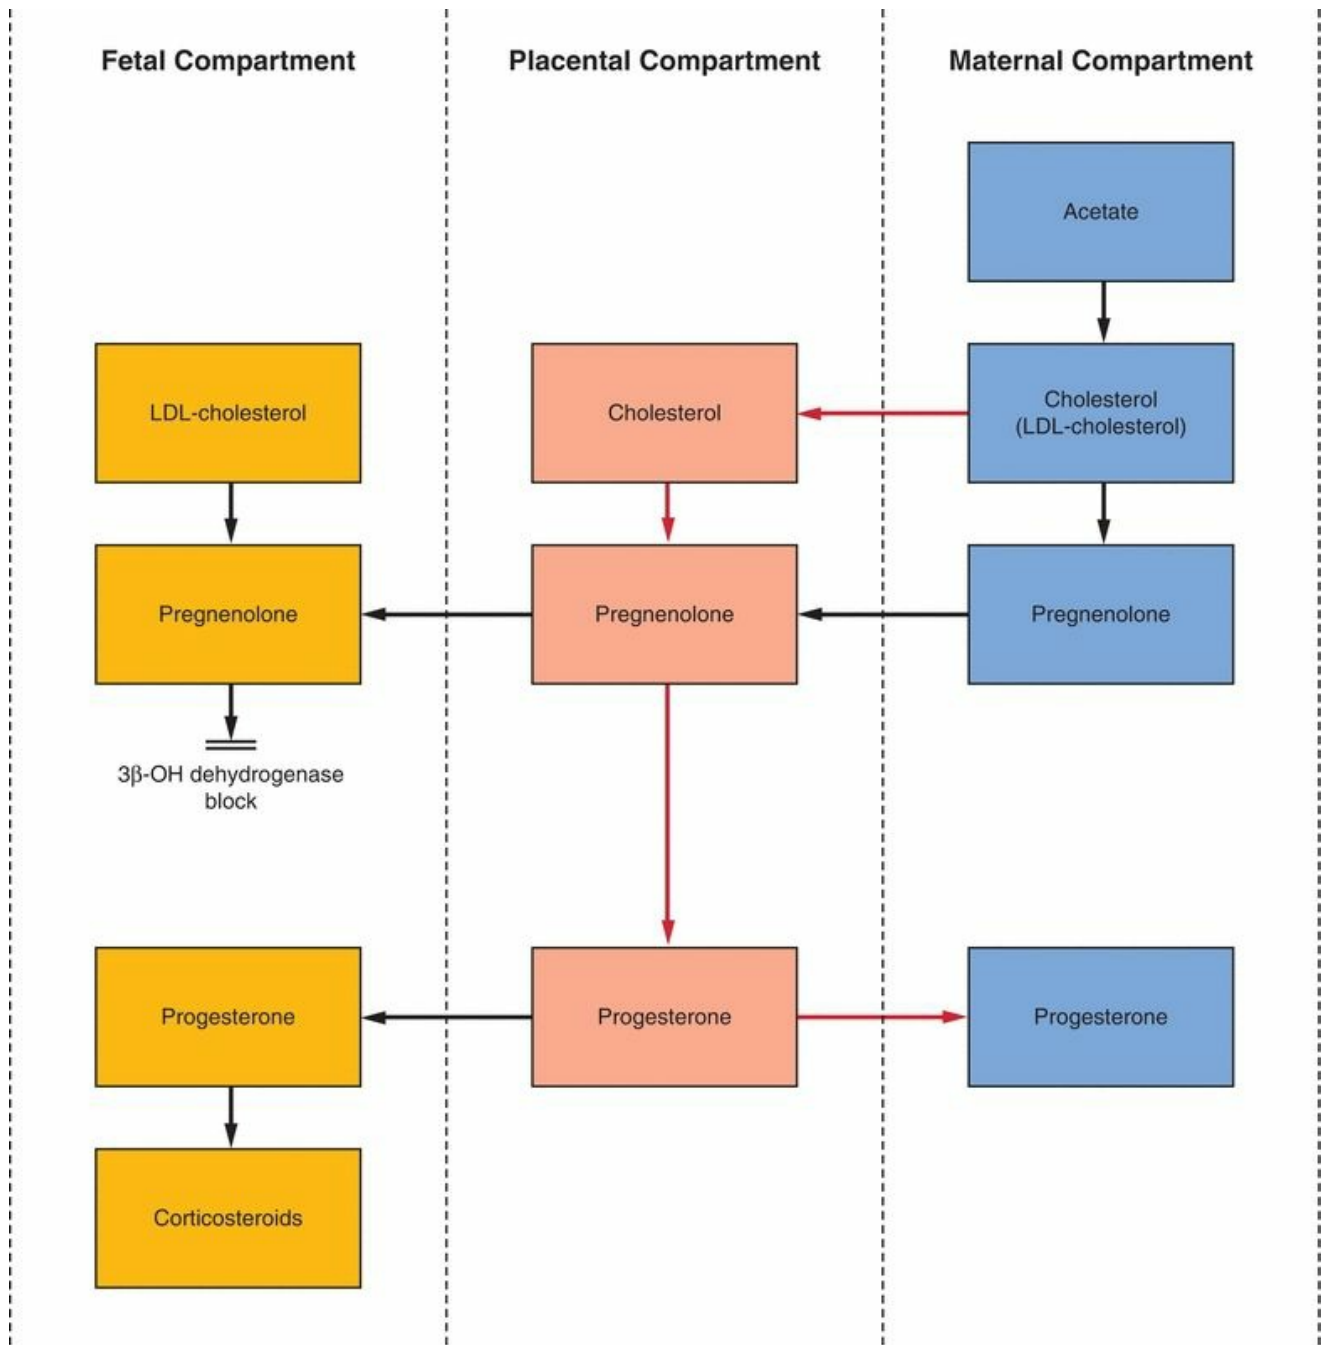 Fetal Compartment
Placental Compartment
Maternal Compartment
Acetate
LDL-cholesterol
Cholesterol
Cholesterol
(LDL-cholesterol)
Pregnenolone
Pregnenolone
Pregnenolone
3β-OH dehydrogenase
block
Progesterone
Progesterone
Progesterone
Corticosteroids